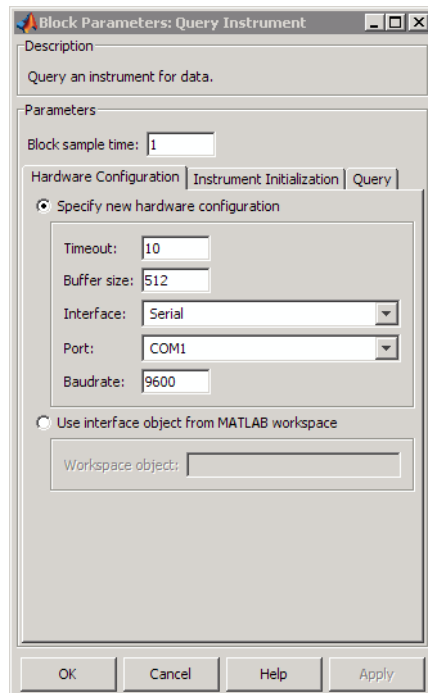 Block Parameters: Query Instrument
Description
Query an instrument for data.
Parameters
Block sample time: 1
Hardware Configuration Instrument Initialization Query
Specify new hardware configuration
Timeout: 10
Buffer size: 512
Interface: Serial
Port: COM1
Baudrate: 9600
Use interface object from MATLAB workspace
Workspace object:
OK Cancel Help Apply